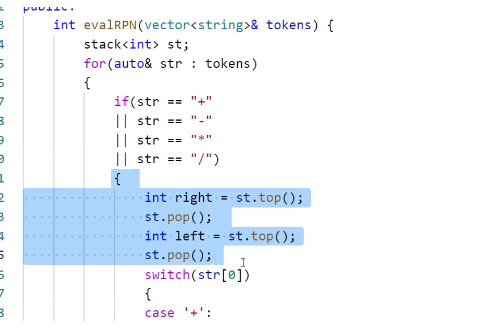 public:
3 int evalRPN(vector<string>& tokens) {
4 stack<int> st;
5 for(auto& str : tokens)
6 {
7 if(str == "+"
8 || str == "-"
9 || str == "*"
0 || str == "/")
1 {
2 int right = st.top();
3 st.pop();
4 int left = st.top();
5 st.pop();
6 switch(str[0])
7 {
8 case '+':